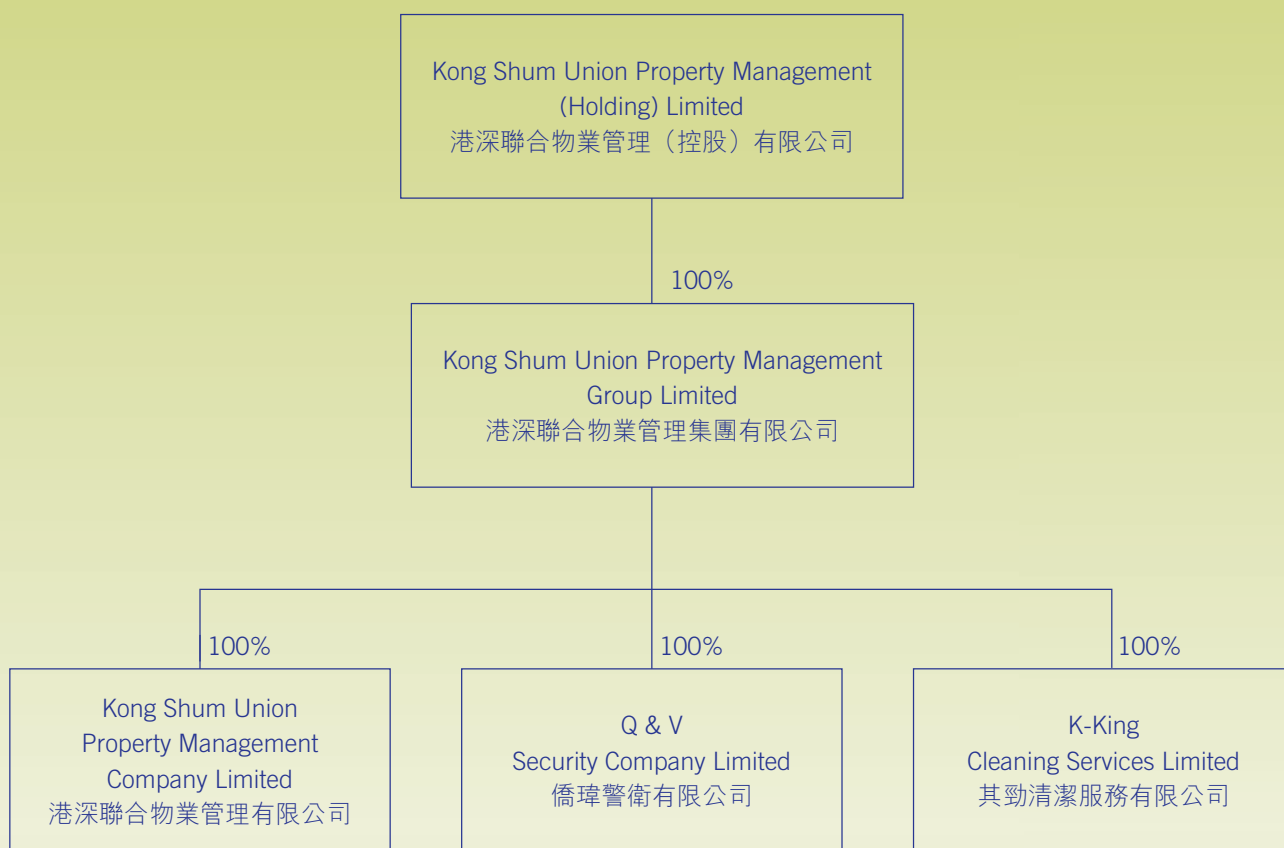 Kong Shum Union Property Management
(Holding) Limited
港深聯合物業管理（控股）有限公司
100%
Kong Shum Union Property Management
Group Limited
港深聯合物業管理集團有限公司
100%
100%
100%
Kong Shum Union
Property Management
Company Limited
港深聯合物業管理有限公司
Q & V
Security Company Limited
僑瑋警衛有限公司
K-King
Cleaning Services Limited
其勁清潔服務有限公司